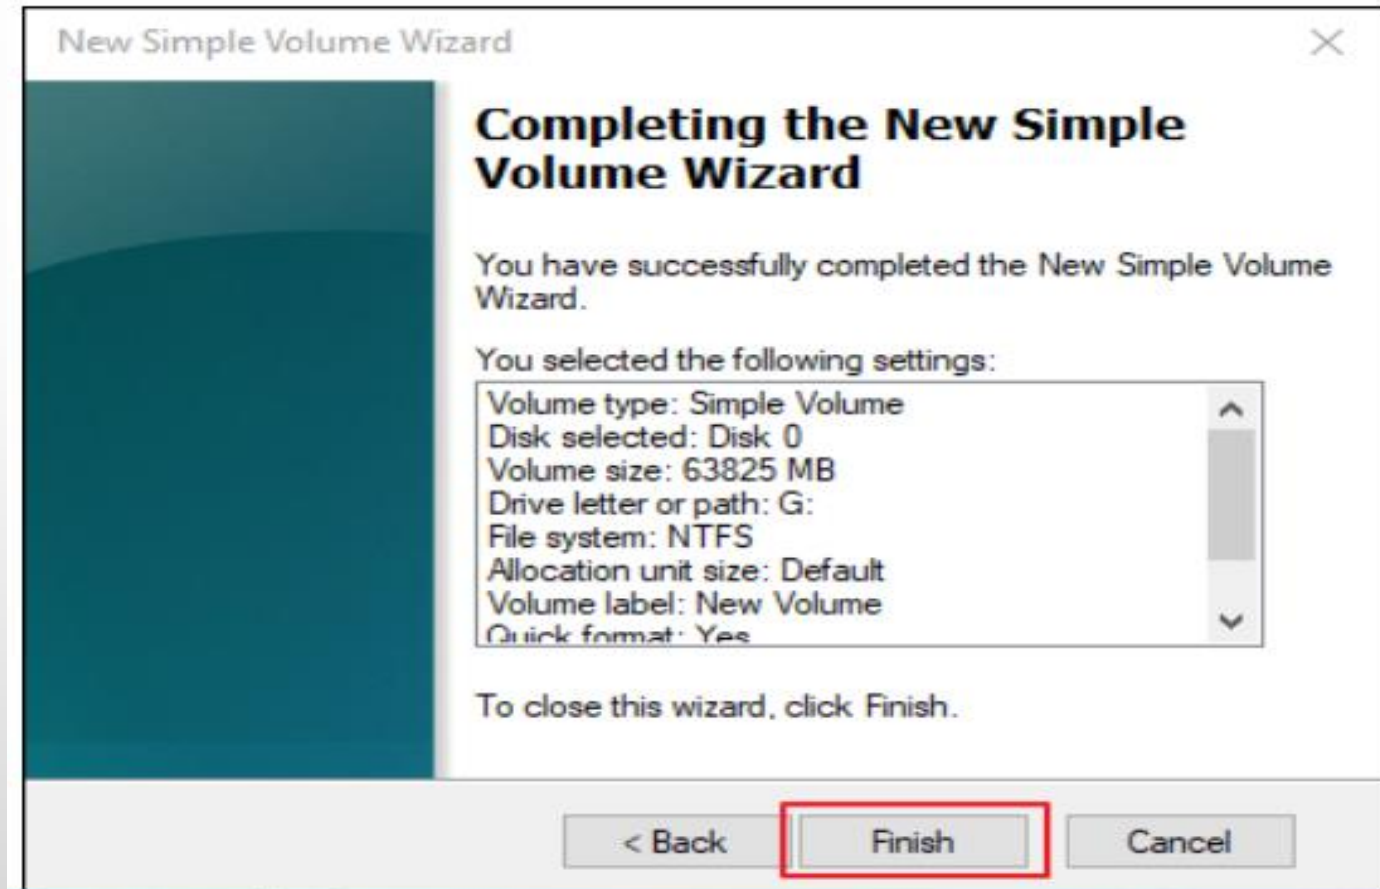 New Simple Volume Wizard
Completing the New Simple
Volume Wizard
You have successfully completed the New Simple Volume
Wizard.
You selected the following settings:
Volume type: Simple Volume
Disk selected: Disk 0
Volume size: 63825 MB
Drive letter or path: G:
File system: NTFS
Allocation unit size: Default
Volume label: New Volume
Quick format: Yes
To close this wizard, click Finish.
< Back
Finish
Cancel